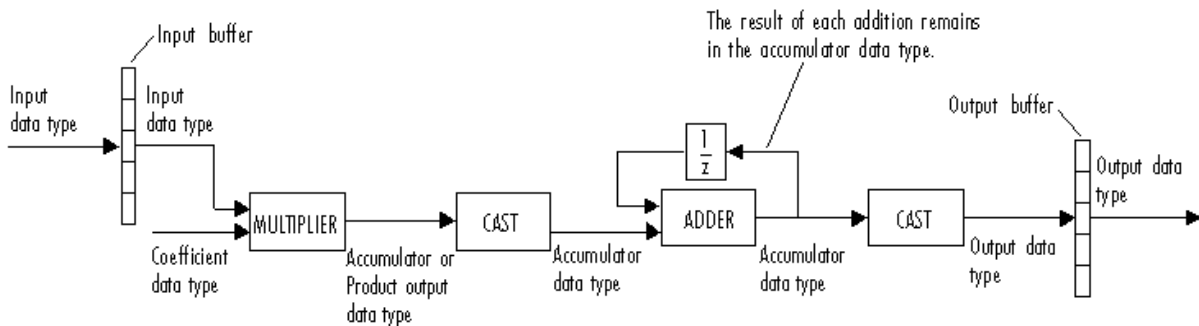 Input buffer
The result of each addition remains
in the accumulator data type.
Input
data type
Input
data type
Output buffer
1
z
Output data
type
MULTIPLIER
CAST
ADDER
CAST
Coefficient
data type
Accumulator or
Product output
data type
Accumulator
data type
Accumulator
data type
Output data
type